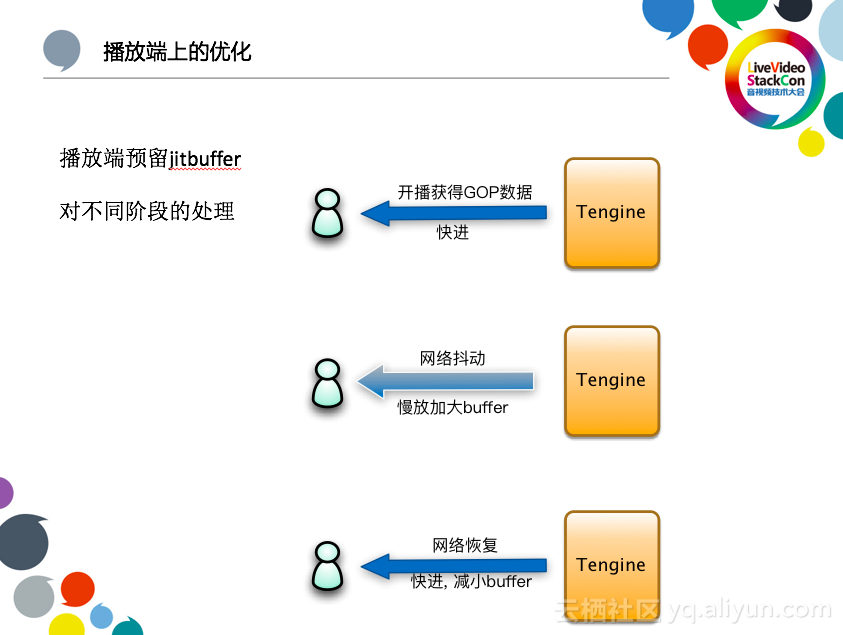 播放端上的优化
LiveVideo
StackCon
音视频技术大会
播放端预留jitbuffer
对不同阶段的处理
开播获得GOP数据
快进
Tengine
网络抖动
慢放加大buffer
Tengine
网络恢复
快进, 减小buffer
Tengine
云栖社区 yq.aliyun.com